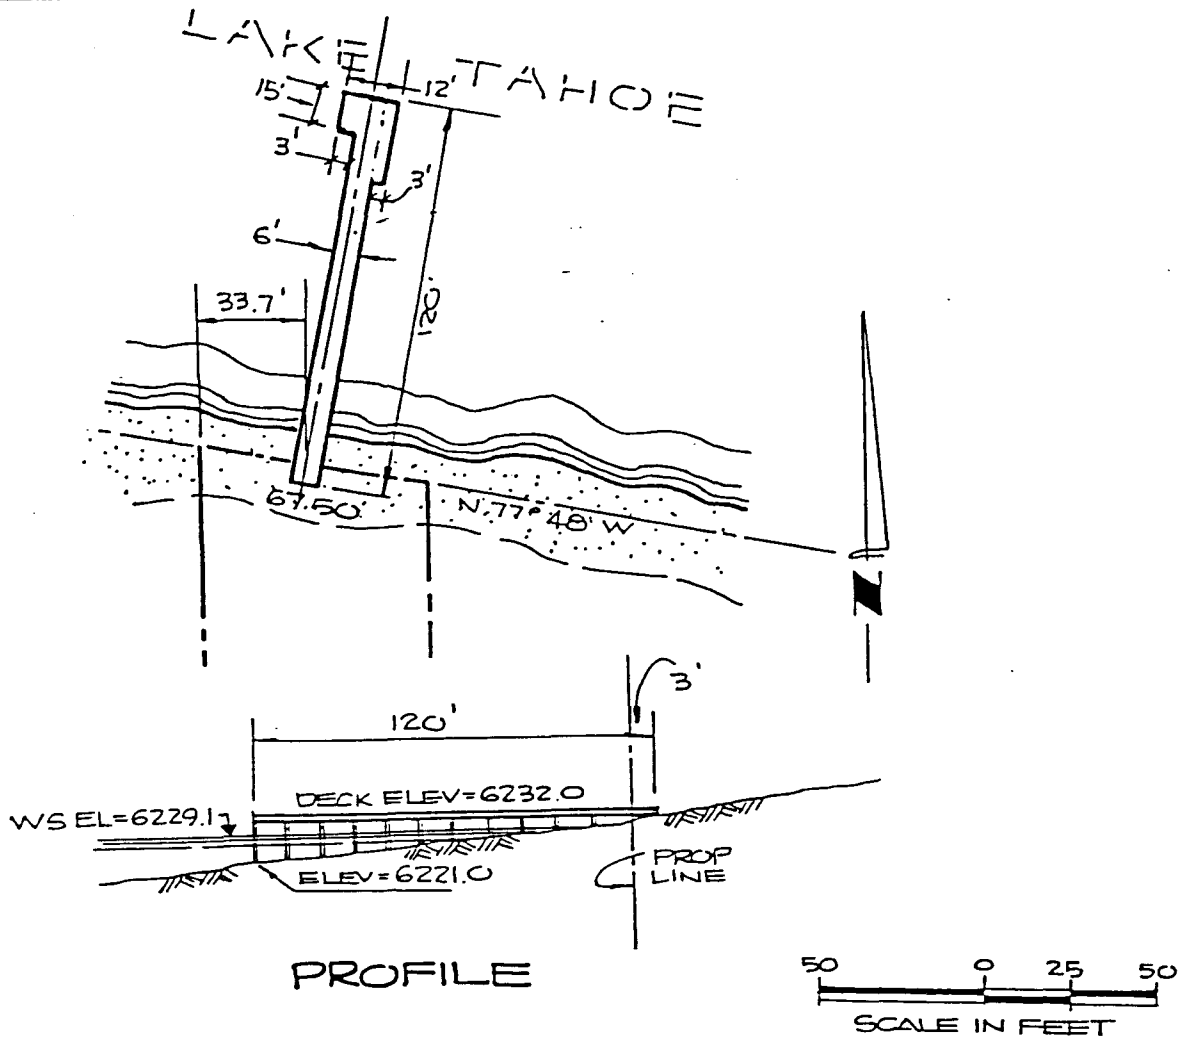 LAKE TAHOE
15'
12'
3'
3'
6'
120'
33.7'
67.50'
N.77° 48' W
N
3'
120'
DECK ELEV=6232.0
WS EL=6229.1
PROP
LINE
ELEV=6221.0
PROFILE
50 0 25 50
SCALE IN FEET